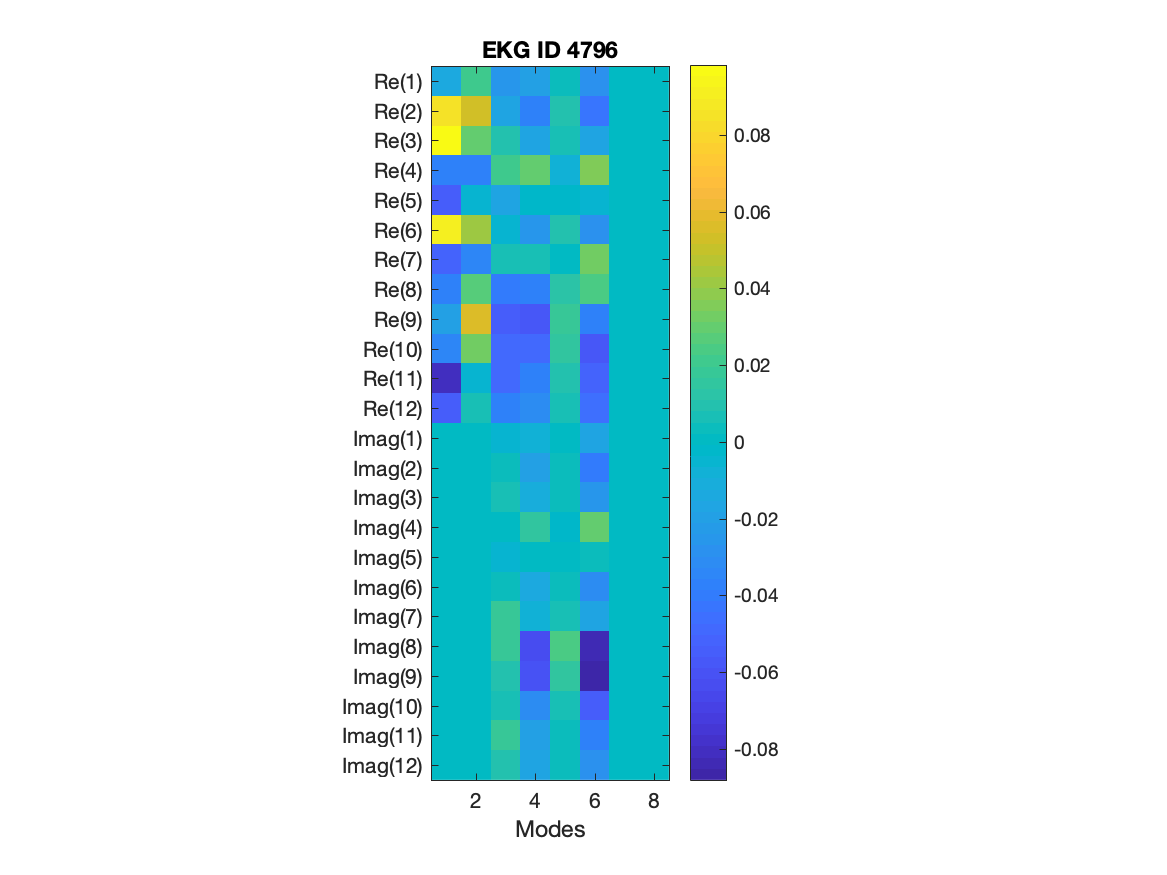 EKG ID 4796
Re(1)
Re(2)
Re(3)
Re(4)
Re(5)
Re(6)
Re(7)
Re(8)
Re(9)
Re(10)
Re(11)
Re(12)
Imag(1)
Imag(2)
Imag(3)
Imag(4)
Imag(5)
Imag(6)
Imag(7)
Imag(8)
Imag(9)
Imag(10)
Imag(11)
Imag(12)
2 4 6 8
Modes
0.08
0.06
0.04
0.02
0
-0.02
-0.04
-0.06
-0.08